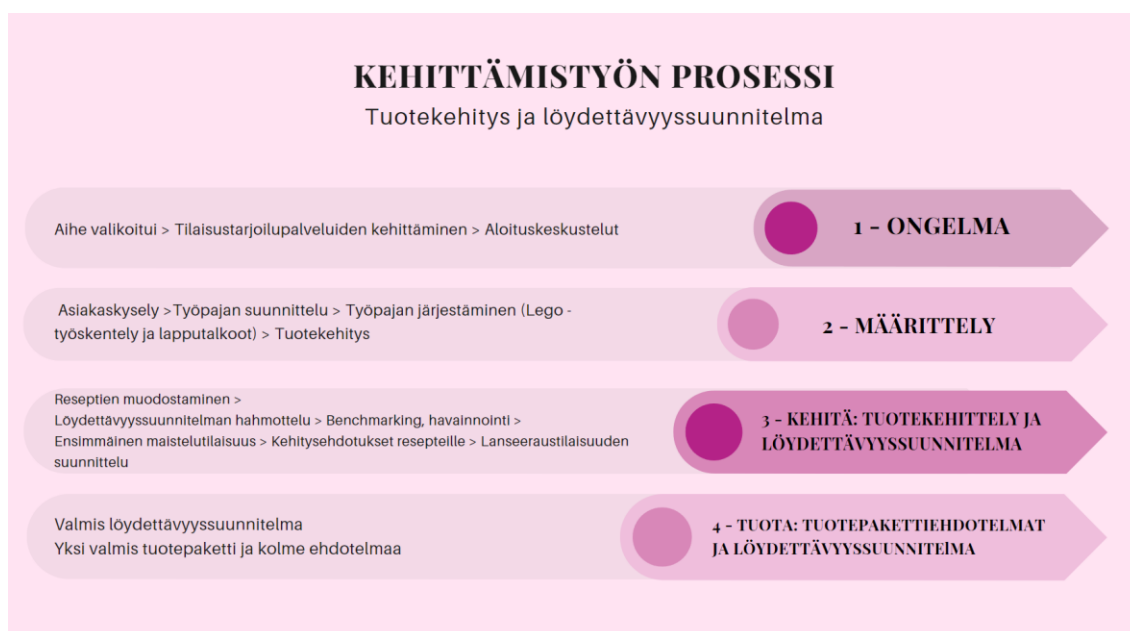 KEHITTÄMISTYÖN PROSESSI
Tuotekehitys ja löydettävyyssuunnitelma
Aihe valikoitui > Tilaisustarjoilupalveluiden kehittäminen > Aloituskeskustelut
1 - ONGELMA
Asiakaskysely >Työpajan suunnittelu > Työpajan järjestäminen (Lego -
työskentely ja lapputalkoot) > Tuotekehitys
2 - MÄÄRITTELY
Reseptien muodostaminen >
Löydettävyyssuunnitelman hahmottelu > Benchmarking, havainnointi >
Ensimmäinen maistelutilaisuus > Kehitysehdotukset resepteille > Lanseeraustilaisuuden
suunnittelu
3 - KEHITÄ: TUOTEKEHITTELY JA
LÖYDETTÄVYYSSUUNNITELMA
Valmis löydettävyyssuunnitelma
Yksi valmis tuotepaketti ja kolme ehdotelmaa
4 - TUOTA: TUOTEPAKETTIEHDOTELMAT
JA LÖYDETTÄVYYSSUUNNITElMA